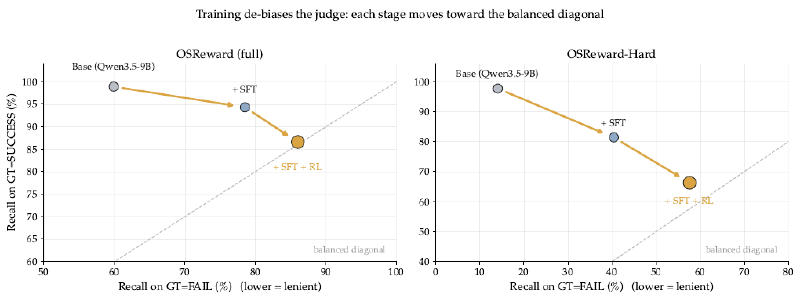 Training de-biases the judge: each stage moves toward the balanced diagonal
OSReward (full)
Recall on GT=SUCCESS (%)
100
95
90
85
80
75
70
65
60
50
60
70
80
90
100
Base (Qwen3.5-9B)
+ SFT
+ SFT + RL
balanced diagonal
Recall on GT=FAIL (%) (lower = lenient)
OSReward-Hard
100
90
80
70
60
50
40
0
10
20
30
40
50
60
70
80
Base (Qwen3.5-9B)
+ SFT
+ SFT + RL
balanced diagonal
Recall on GT=FAIL (%) (lower = lenient)